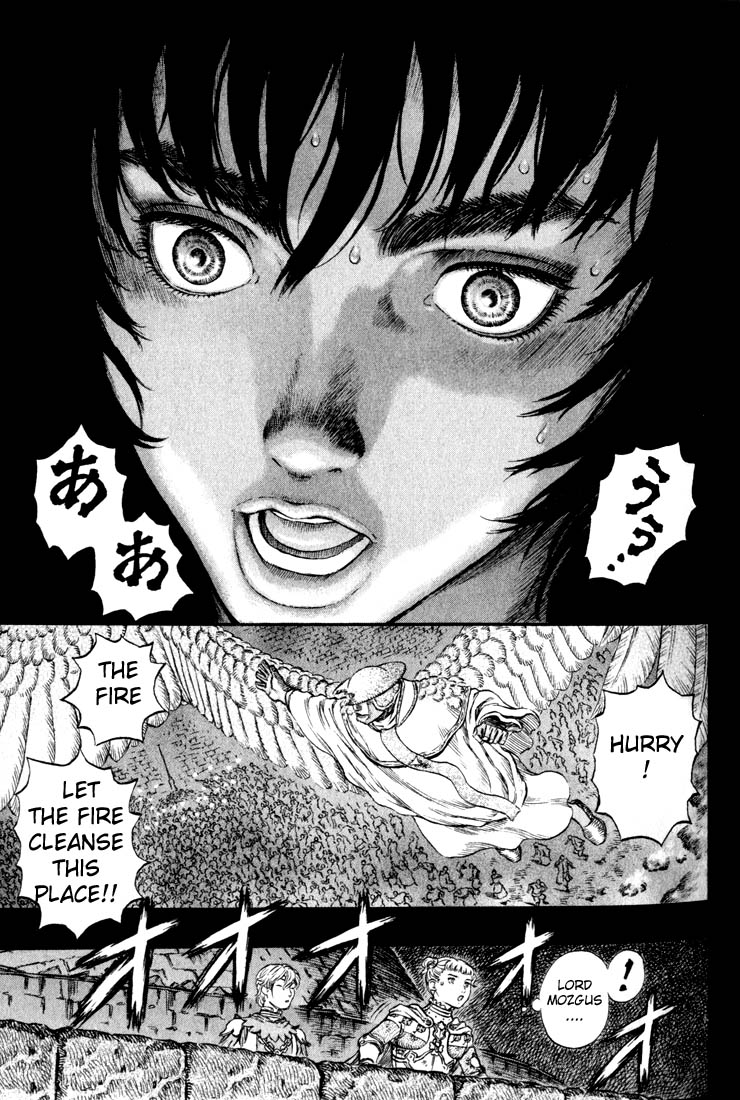 うう…
ああ
HURRY
!
THE
FIRE
LET
THE FIRE
CLEANSE
THIS
PLACE!!
!
LORD
MOZGUS
....
オオオオオオ